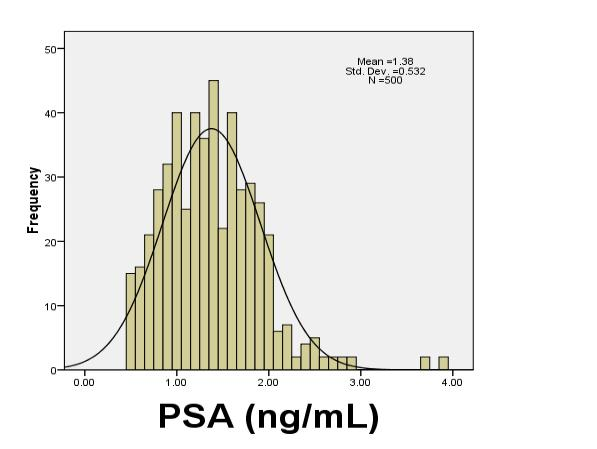 Mean =1.38
Std. Dev. =0.532
N =500
50
40
30
20
10
0
Frequency
0.00 1.00 2.00 3.00 4.00
PSA (ng/mL)